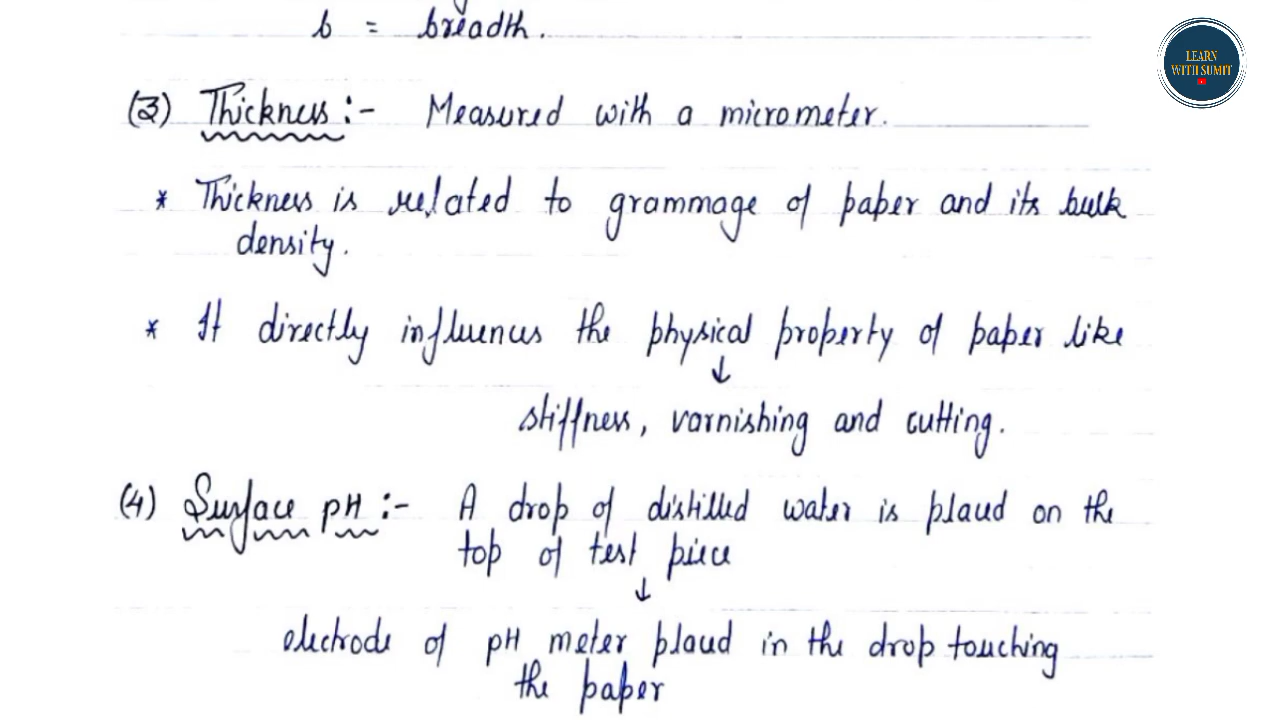 b = breadth.
LEARN
WITH SUMIT
(3) Thickness :- Measured with a micrometer.
* Thickness is related to grammage of paper and its bulk
density.
* It directly influences the physical property of paper like
↓
stiffness, varnishing and cutting.
(4) Surface pH :- A drop of distilled water is placed on the
top of test piece
↓
electrode of pH meter placed in the drop touching
the paper